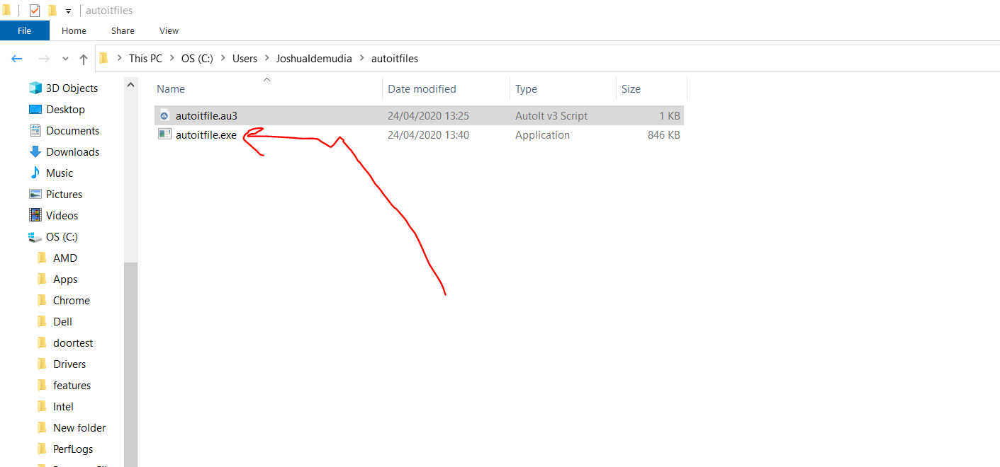 autoitfiles
File Home Share View
This PC OS (C:) Users Joshualdemudia autoitfiles
Name Date modified Type Size
autoitfile.au3 24/04/2020 13:25 AutoIt v3 Script 1 KB
autoitfile.exe 24/04/2020 13:40 Application 846 KB
3D Objects
Desktop
Documents
Downloads
Music
Pictures
Videos
OS (C:)
AMD
Apps
Chrome
Dell
doortest
Drivers
features
Intel
New folder
PerfLogs